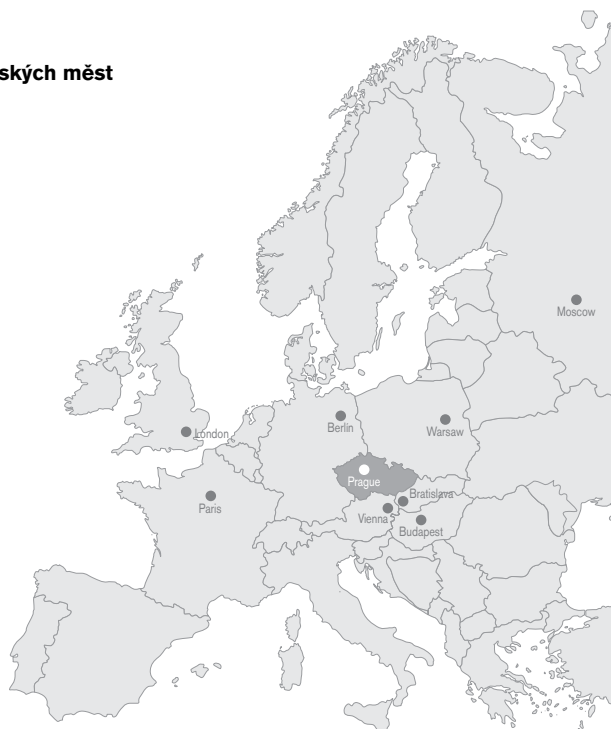 ských měst
Moscow
London
Berlin
Warsaw
Prague
Bratislava
Paris
Vienna
Budapest